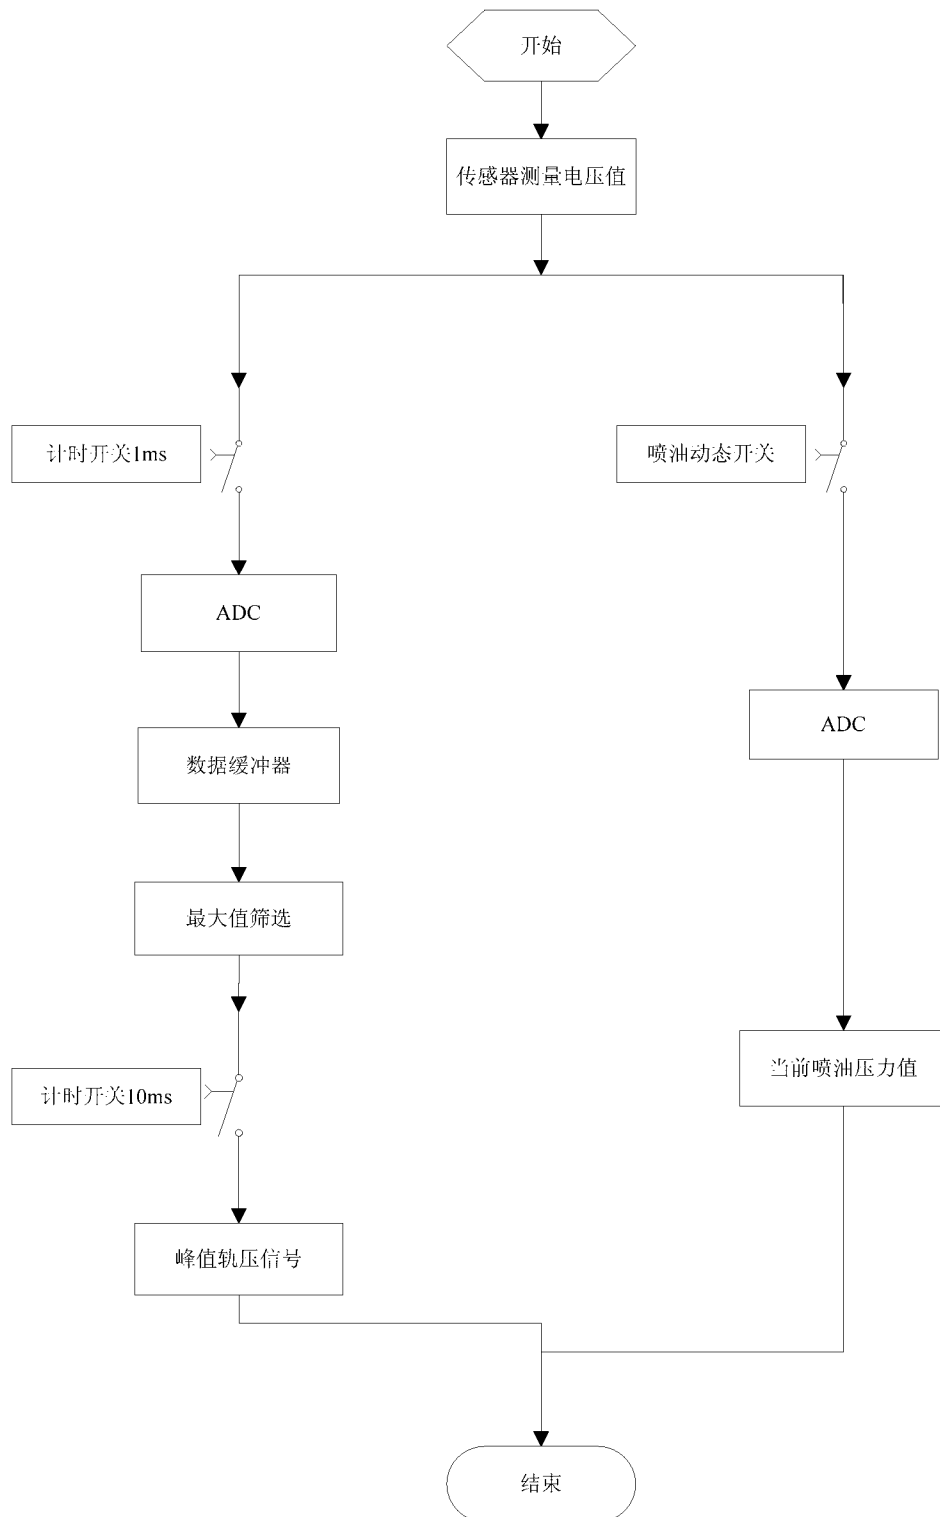 开始
传感器测量电压值
计时开关1ms
喷油动态开关
ADC
ADC
数据缓冲器
最大值筛选
当前喷油压力值
计时开关10ms
峰值轨压信号
结束